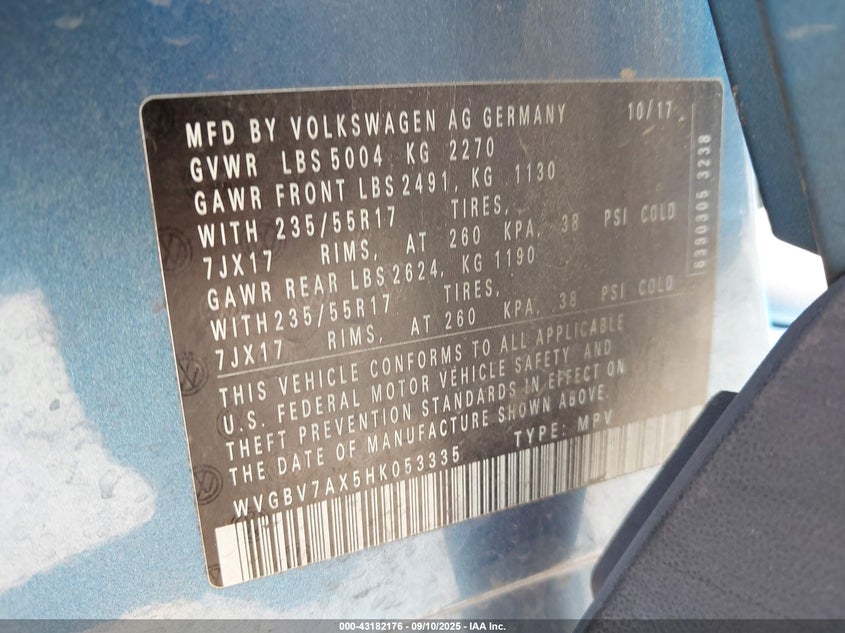 MFD BY VOLKSWAGEN AG GERMANY 10/17
GVWR LBS 5004 KG 2270
GAWR FRONT LBS 2491, KG 1130
WITH 235/55R17 TIRES,
7JX17 RIMS, AT 260 KPA, 38 PSI COLD
GAWR REAR LBS 2624, KG 1190
WITH 235/55R17 TIRES,
7JX17 RIMS, AT 260 KPA, 38 PSI COLD
THIS VEHICLE CONFORMS TO ALL APPLICABLE
U.S. FEDERAL MOTOR VEHICLE SAFETY AND
THEFT PREVENTION STANDARDS IN EFFECT ON
THE DATE OF MANUFACTURE SHOWN ABOVE.
WVGBV7AX5HK053335 TYPE: MPV
6390305 3238
000-43182176 - 09/10/2025 - IAA Inc.